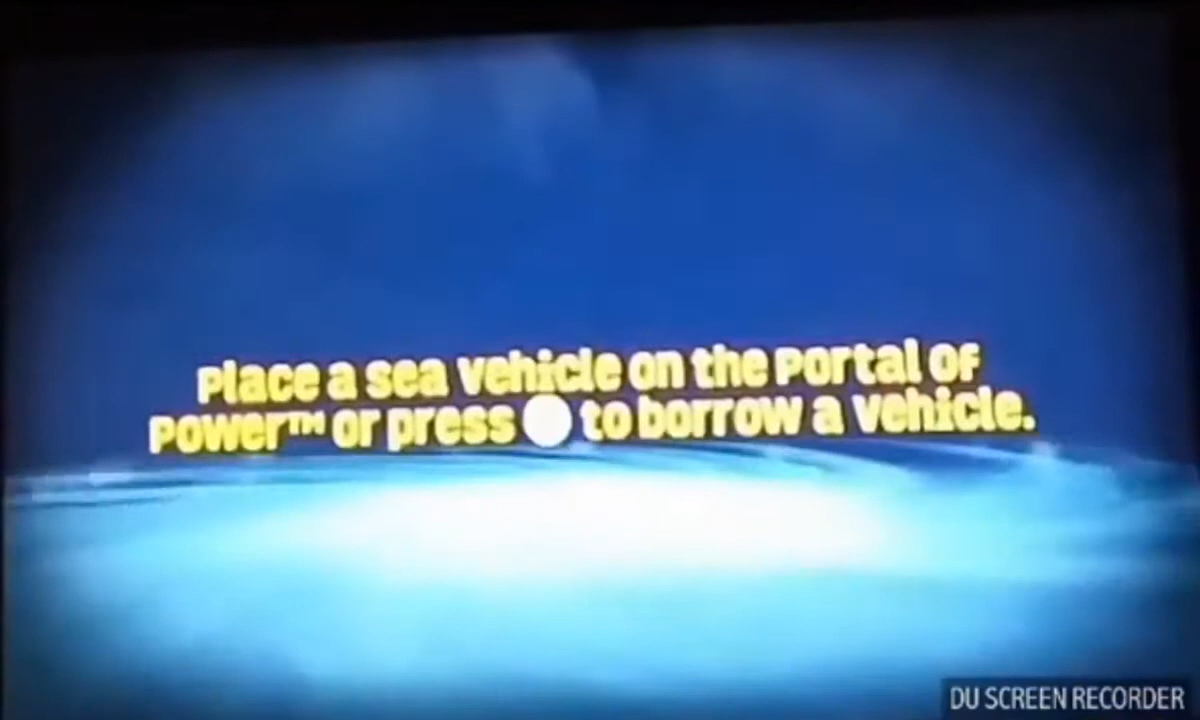 Place a sea vehicle on the Portal of
Power™ or press to borrow a vehicle.
DU SCREEN RECORDER